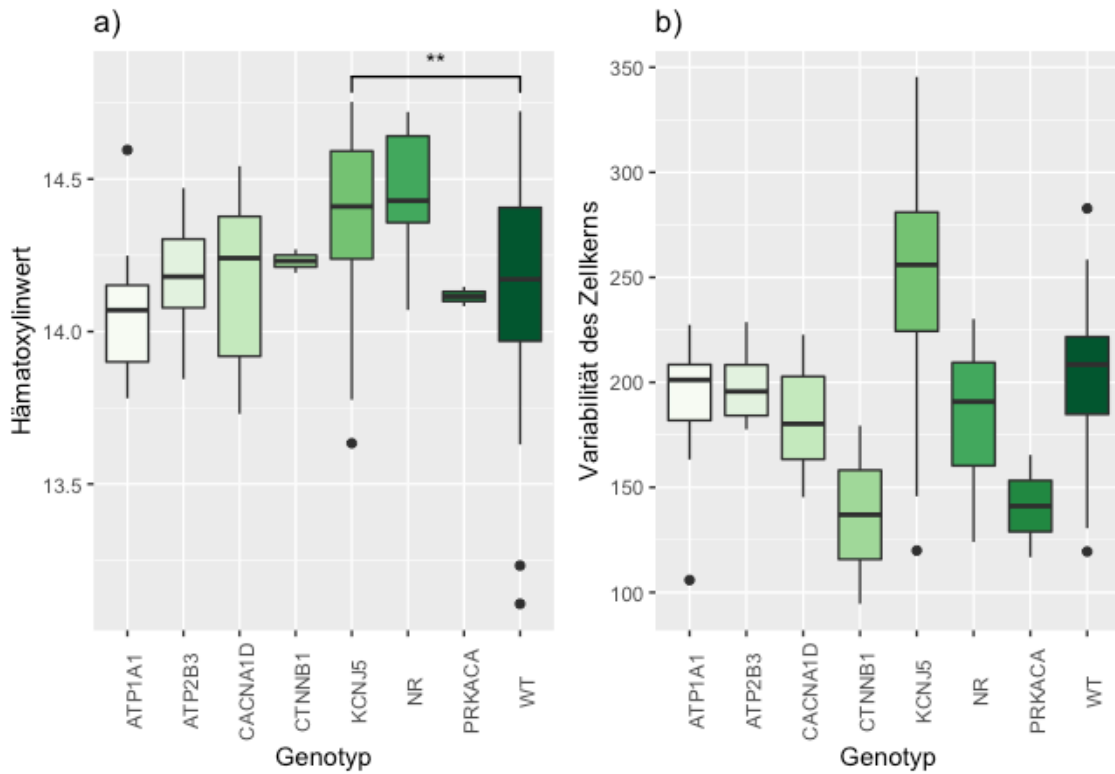 a)
**
Hämatoxylinwert
14.5
14.0
13.5
ATP1A1
ATP2B3
CACNA1D
CTNNB1
KCNJ5
NR
PRKACA
WT
Genotyp
b)
Variabilität des Zellkerns
350
300
250
200
150
100
ATP1A1
ATP2B3
CACNA1D
CTNNB1
KCNJ5
NR
PRKACA
WT
Genotyp